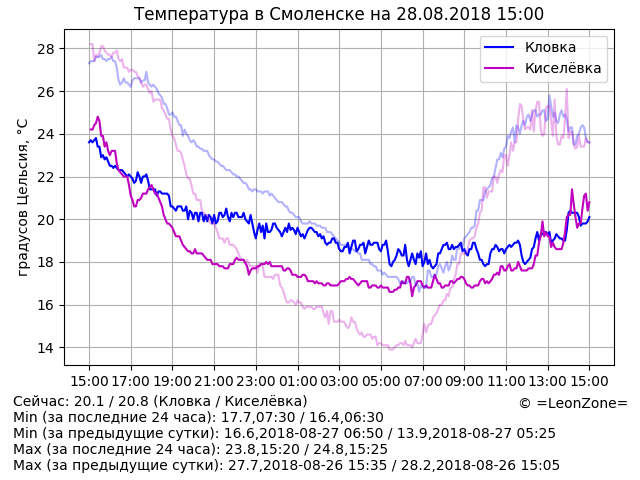 Температура в Смоленске на 28.08.2018 15:00
Кловка
Киселёвка
градусов Цельсия, °C
28
26
24
22
20
18
16
14
15:00 17:00 19:00 21:00 23:00 01:00 03:00 05:00 07:00 09:00 11:00 13:00 15:00
Сейчас: 20.1 / 20.8 (Кловка / Киселёвка)
© =LeonZone=
Min (за последние 24 часа): 17.7,07:30 / 16.4,06:30
Min (за предыдущие сутки): 16.6,2018-08-27 06:50 / 13.9,2018-08-27 05:25
Max (за последние 24 часа): 23.8,15:20 / 24.8,15:25
Max (за предыдущие сутки): 27.7,2018-08-26 15:35 / 28.2,2018-08-26 15:05